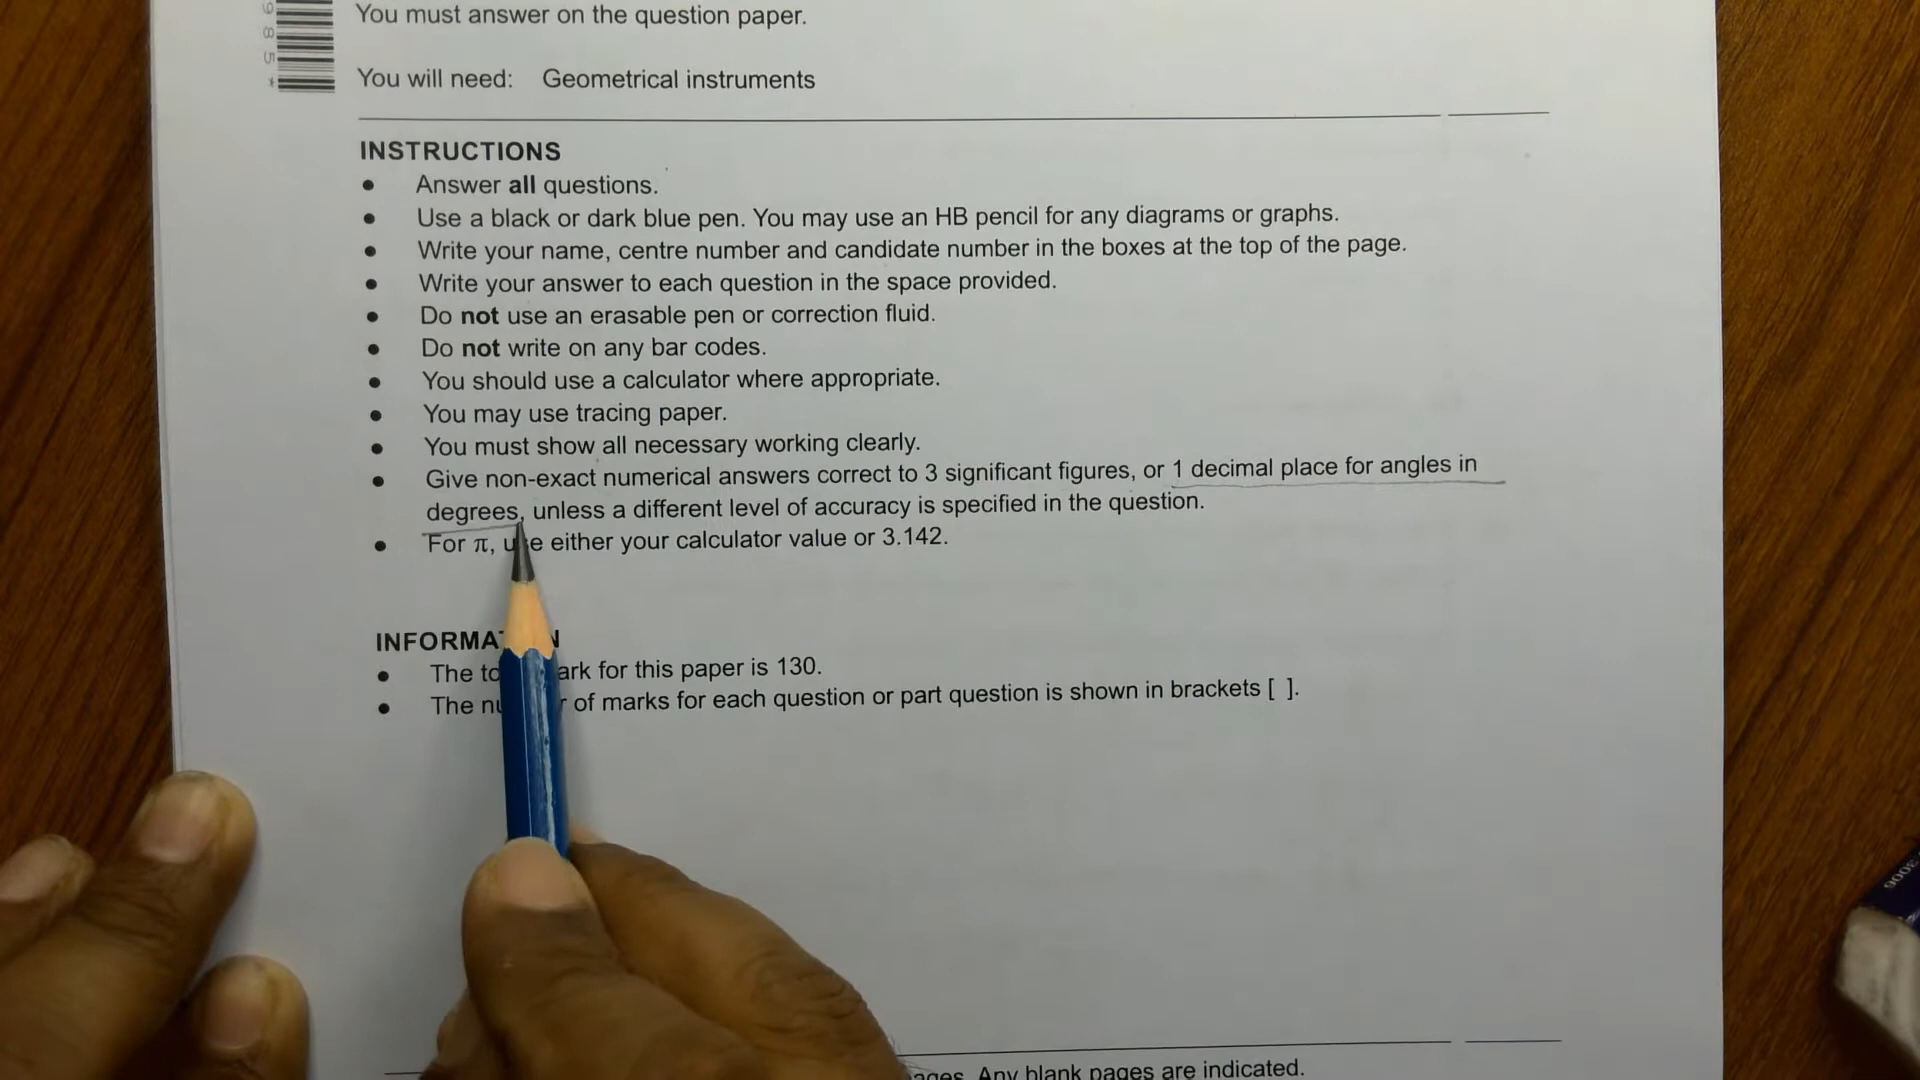 You must answer on the question paper.
You will need: Geometrical instruments
INSTRUCTIONS
● Answer all questions.
● Use a black or dark blue pen. You may use an HB pencil for any diagrams or graphs.
● Write your name, centre number and candidate number in the boxes at the top of the page.
● Write your answer to each question in the space provided.
● Do not use an erasable pen or correction fluid.
● Do not write on any bar codes.
● You should use a calculator where appropriate.
● You may use tracing paper.
● You must show all necessary working clearly.
● Give non-exact numerical answers correct to 3 significant figures, or 1 decimal place for angles in
degrees, unless a different level of accuracy is specified in the question.
● For π, use either your calculator value or 3.142.
INFORMATION
● The ark for this paper is 130.
● The of marks for each question or part question is shown in brackets [ ].
Any blank pages are indicated.
985*